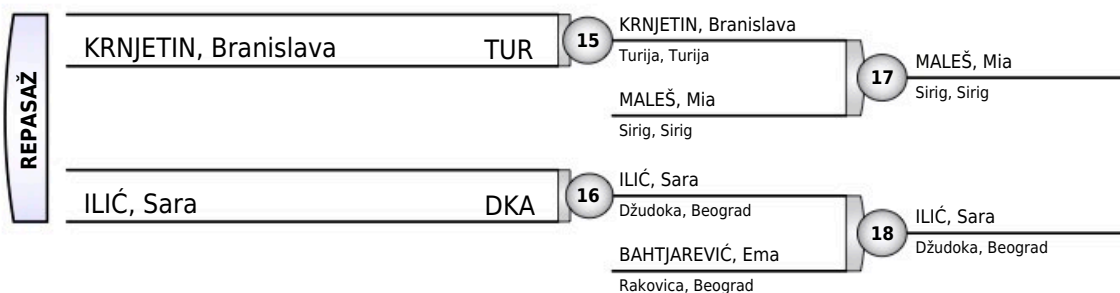 REPASAŽ
KRNJETIN, Branislava TUR
15
KRNJETIN, Branislava
Turija, Turija
MALEŠ, Mia
Sirig, Sirig
17
MALEŠ, Mia
Sirig, Sirig
ILIĆ, Sara DKA
16
ILIĆ, Sara
Džudoka, Beograd
BAHTJAREVIĆ, Ema
Rakovica, Beograd
18
ILIĆ, Sara
Džudoka, Beograd